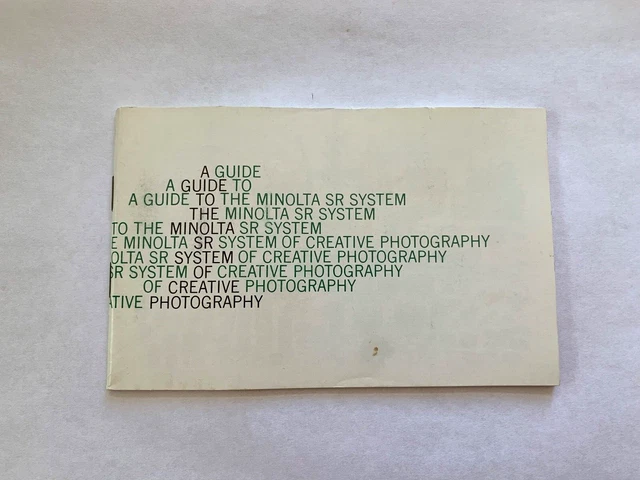 A GUIDE
A GUIDE TO
A GUIDE TO THE MINOLTA SR SYSTEM
THE MINOLTA SR SYSTEM
TO THE MINOLTA SR SYSTEM
E MINOLTA SR SYSTEM OF CREATIVE PHOTOGRAPHY
OLTA SR SYSTEM OF CREATIVE PHOTOGRAPHY
SR SYSTEM OF CREATIVE PHOTOGRAPHY
OF CREATIVE PHOTOGRAPHY
ATIVE PHOTOGRAPHY